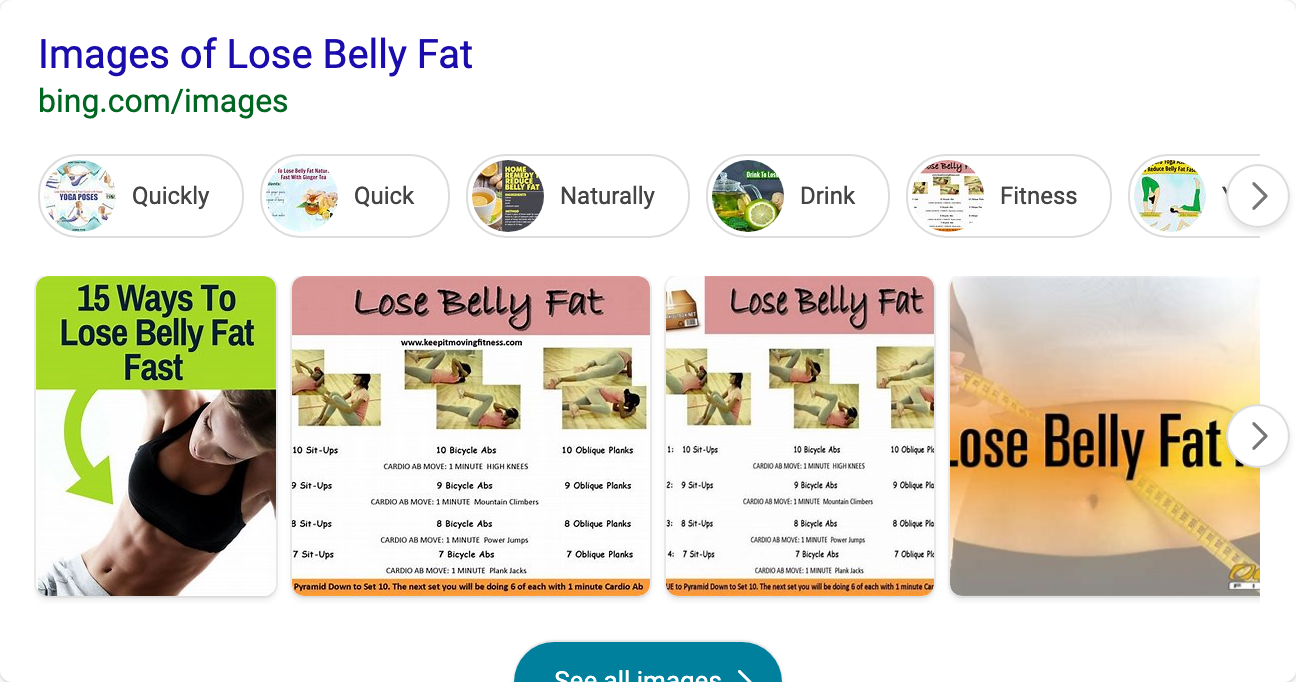 Images of Lose Belly Fat
bing.com/images
YOGA POSES
Quickly
To Lose Belly Fat
Fast With Ginger Tea
Quick
HOME
REMEDY
REDUCE
BELLY FAT
Naturally
Drink To Los
Drink
Fitness
Reduce Belly Fat Fast
15 Ways To
Lose Belly Fat
Fast
Lose Belly Fat
www.keepitmovingfitness.com
10 Sit-Ups 10 Bicycle Abs 10 Oblique Planks
CARDIO AB MOVE: 1 MINUTE HIGH KNEES
9 Sit-Ups 9 Bicycle Abs 9 Oblique Planks
CARDIO AB MOVE: 1 MINUTE Mountain Climbers
8 Sit-Ups 8 Bicycle Abs 8 Oblique Planks
CARDIO AB MOVE: 1 MINUTE Power Jumps
7 Sit-Ups 7 Bicycle Abs 7 Oblique Planks
CARDIO AB MOVE: 1 MINUTE Plank Jacks
Pyramid Down to Set 10. The next set you will be doing 6 of each with 1 minute Cardio Ab
Lose Belly Fat
1: 10 Sit-Ups 10 Bicycle Abs 10 Oblique Pl
CARDIO AB MOVE: 1 MINUTE HIGH KNEES
2: 9 Sit-Ups 9 Bicycle Abs 9 Oblique Pla
CARDIO AB MOVE: 1 MINUTE Mountain Climbers
3: 8 Sit-Ups 8 Bicycle Abs 8 Oblique Pla
CARDIO AB MOVE: 1 MINUTE Power Jumps
4: 7 Sit-Ups 7 Bicycle Abs 7 Oblique Pl
CARDIO AB MOVE: 1 MINUTE Plank Jacks
UE to Pyramid Down to Set 10. The next set you will be doing 6 of each with 1 minute Car
Lose Belly Fat
See all images